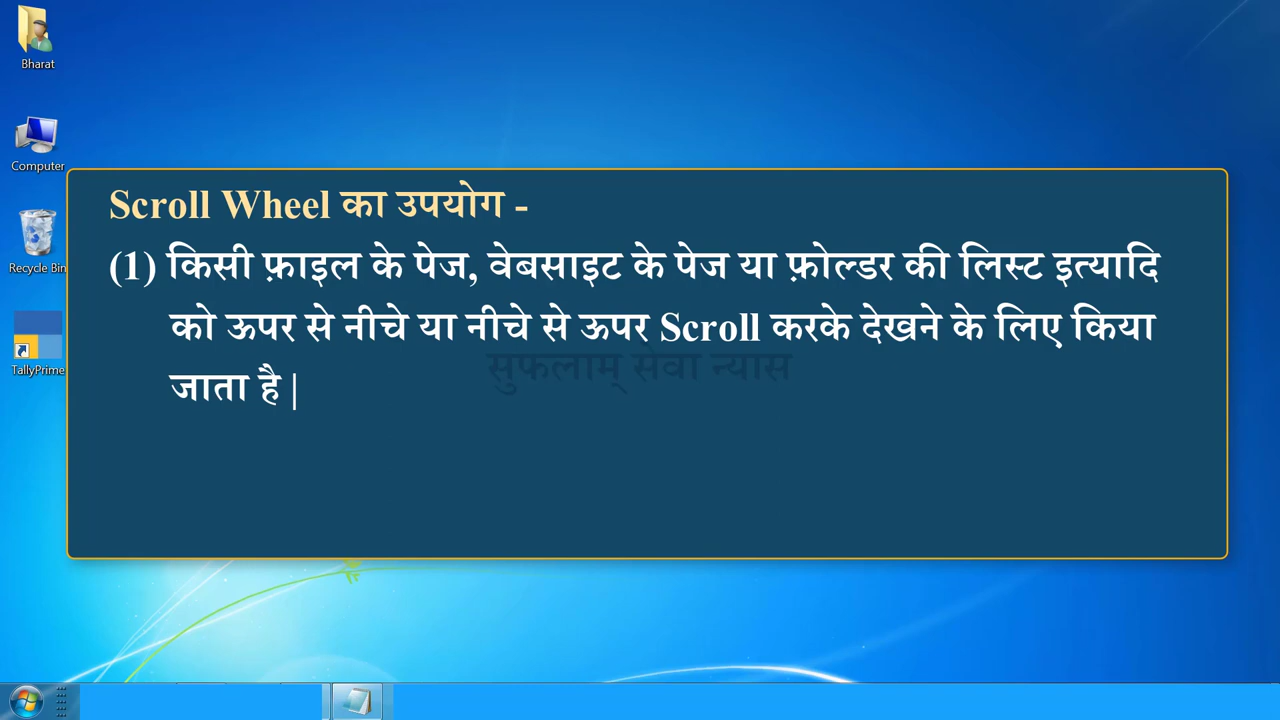 Bharat
Computer
Recycle Bin
TallyPrime
Scroll Wheel का उपयोग -
(1) किसी फ़ाइल के पेज, वेबसाइट के पेज या फ़ोल्डर की लिस्ट इत्यादि
को ऊपर से नीचे या नीचे से ऊपर Scroll करके देखने के लिए किया
सुफलाम् सेवा न्यास
जाता है |